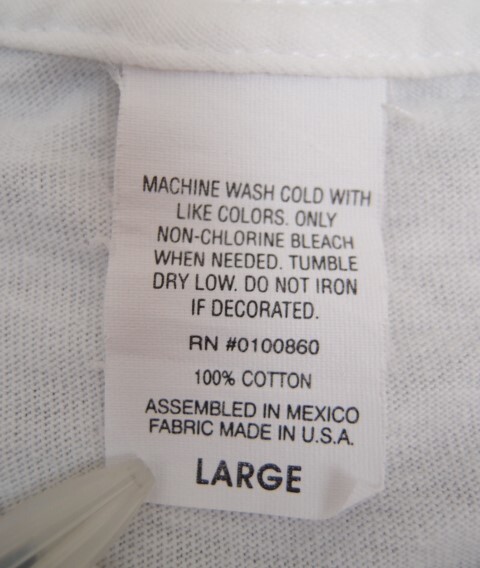 MACHINE WASH COLD WITH
LIKE COLORS. ONLY
NON-CHLORINE BLEACH
WHEN NEEDED. TUMBLE
DRY LOW. DO NOT IRON
IF DECORATED.
RN #0100860
100% COTTON
ASSEMBLED IN MEXICO
FABRIC MADE IN U.S.A.
LARGE